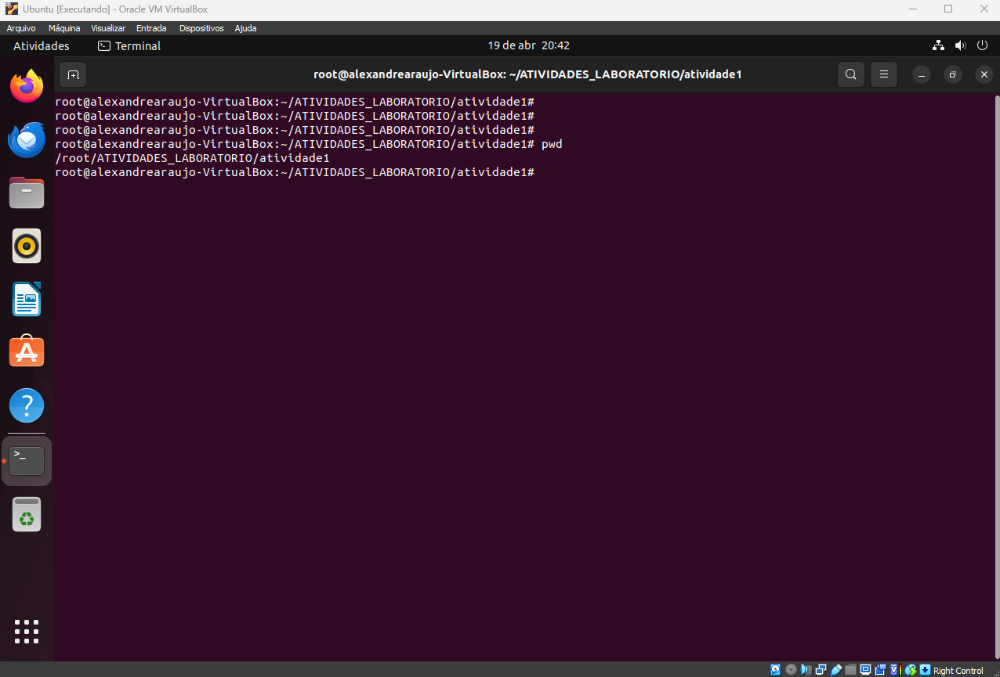 Ubuntu [Executando] - Oracle VM VirtualBox
Arquivo Máquina Visualizar Entrada Dispositivos Ajuda
Atividades Terminal 19 de abr 20:42
root@alexandrearaujo-VirtualBox: ~/ATIVIDADES_LABORATORIO/atividade1
root@alexandrearaujo-VirtualBox:~/ATIVIDADES_LABORATORIO/atividade1#
root@alexandrearaujo-VirtualBox:~/ATIVIDADES_LABORATORIO/atividade1#
root@alexandrearaujo-VirtualBox:~/ATIVIDADES_LABORATORIO/atividade1#
root@alexandrearaujo-VirtualBox:~/ATIVIDADES_LABORATORIO/atividade1# pwd
/root/ATIVIDADES_LABORATORIO/atividade1
root@alexandrearaujo-VirtualBox:~/ATIVIDADES_LABORATORIO/atividade1#
Right Control